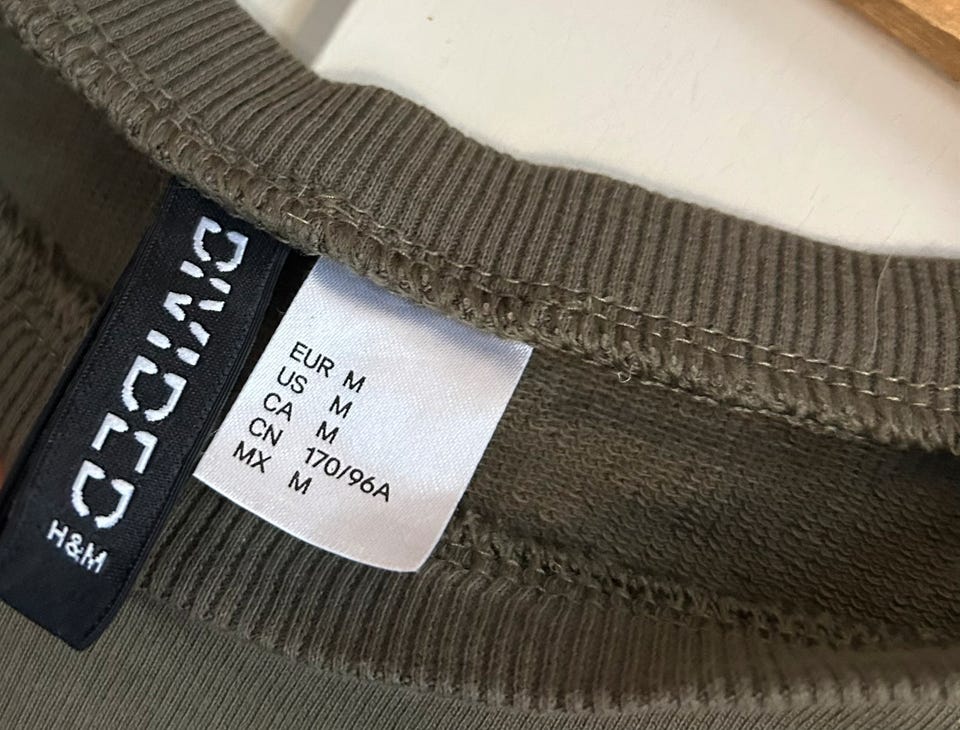 DIVIDED
H&M
EUR M
US M
CA M
CN 170/96A
MX M